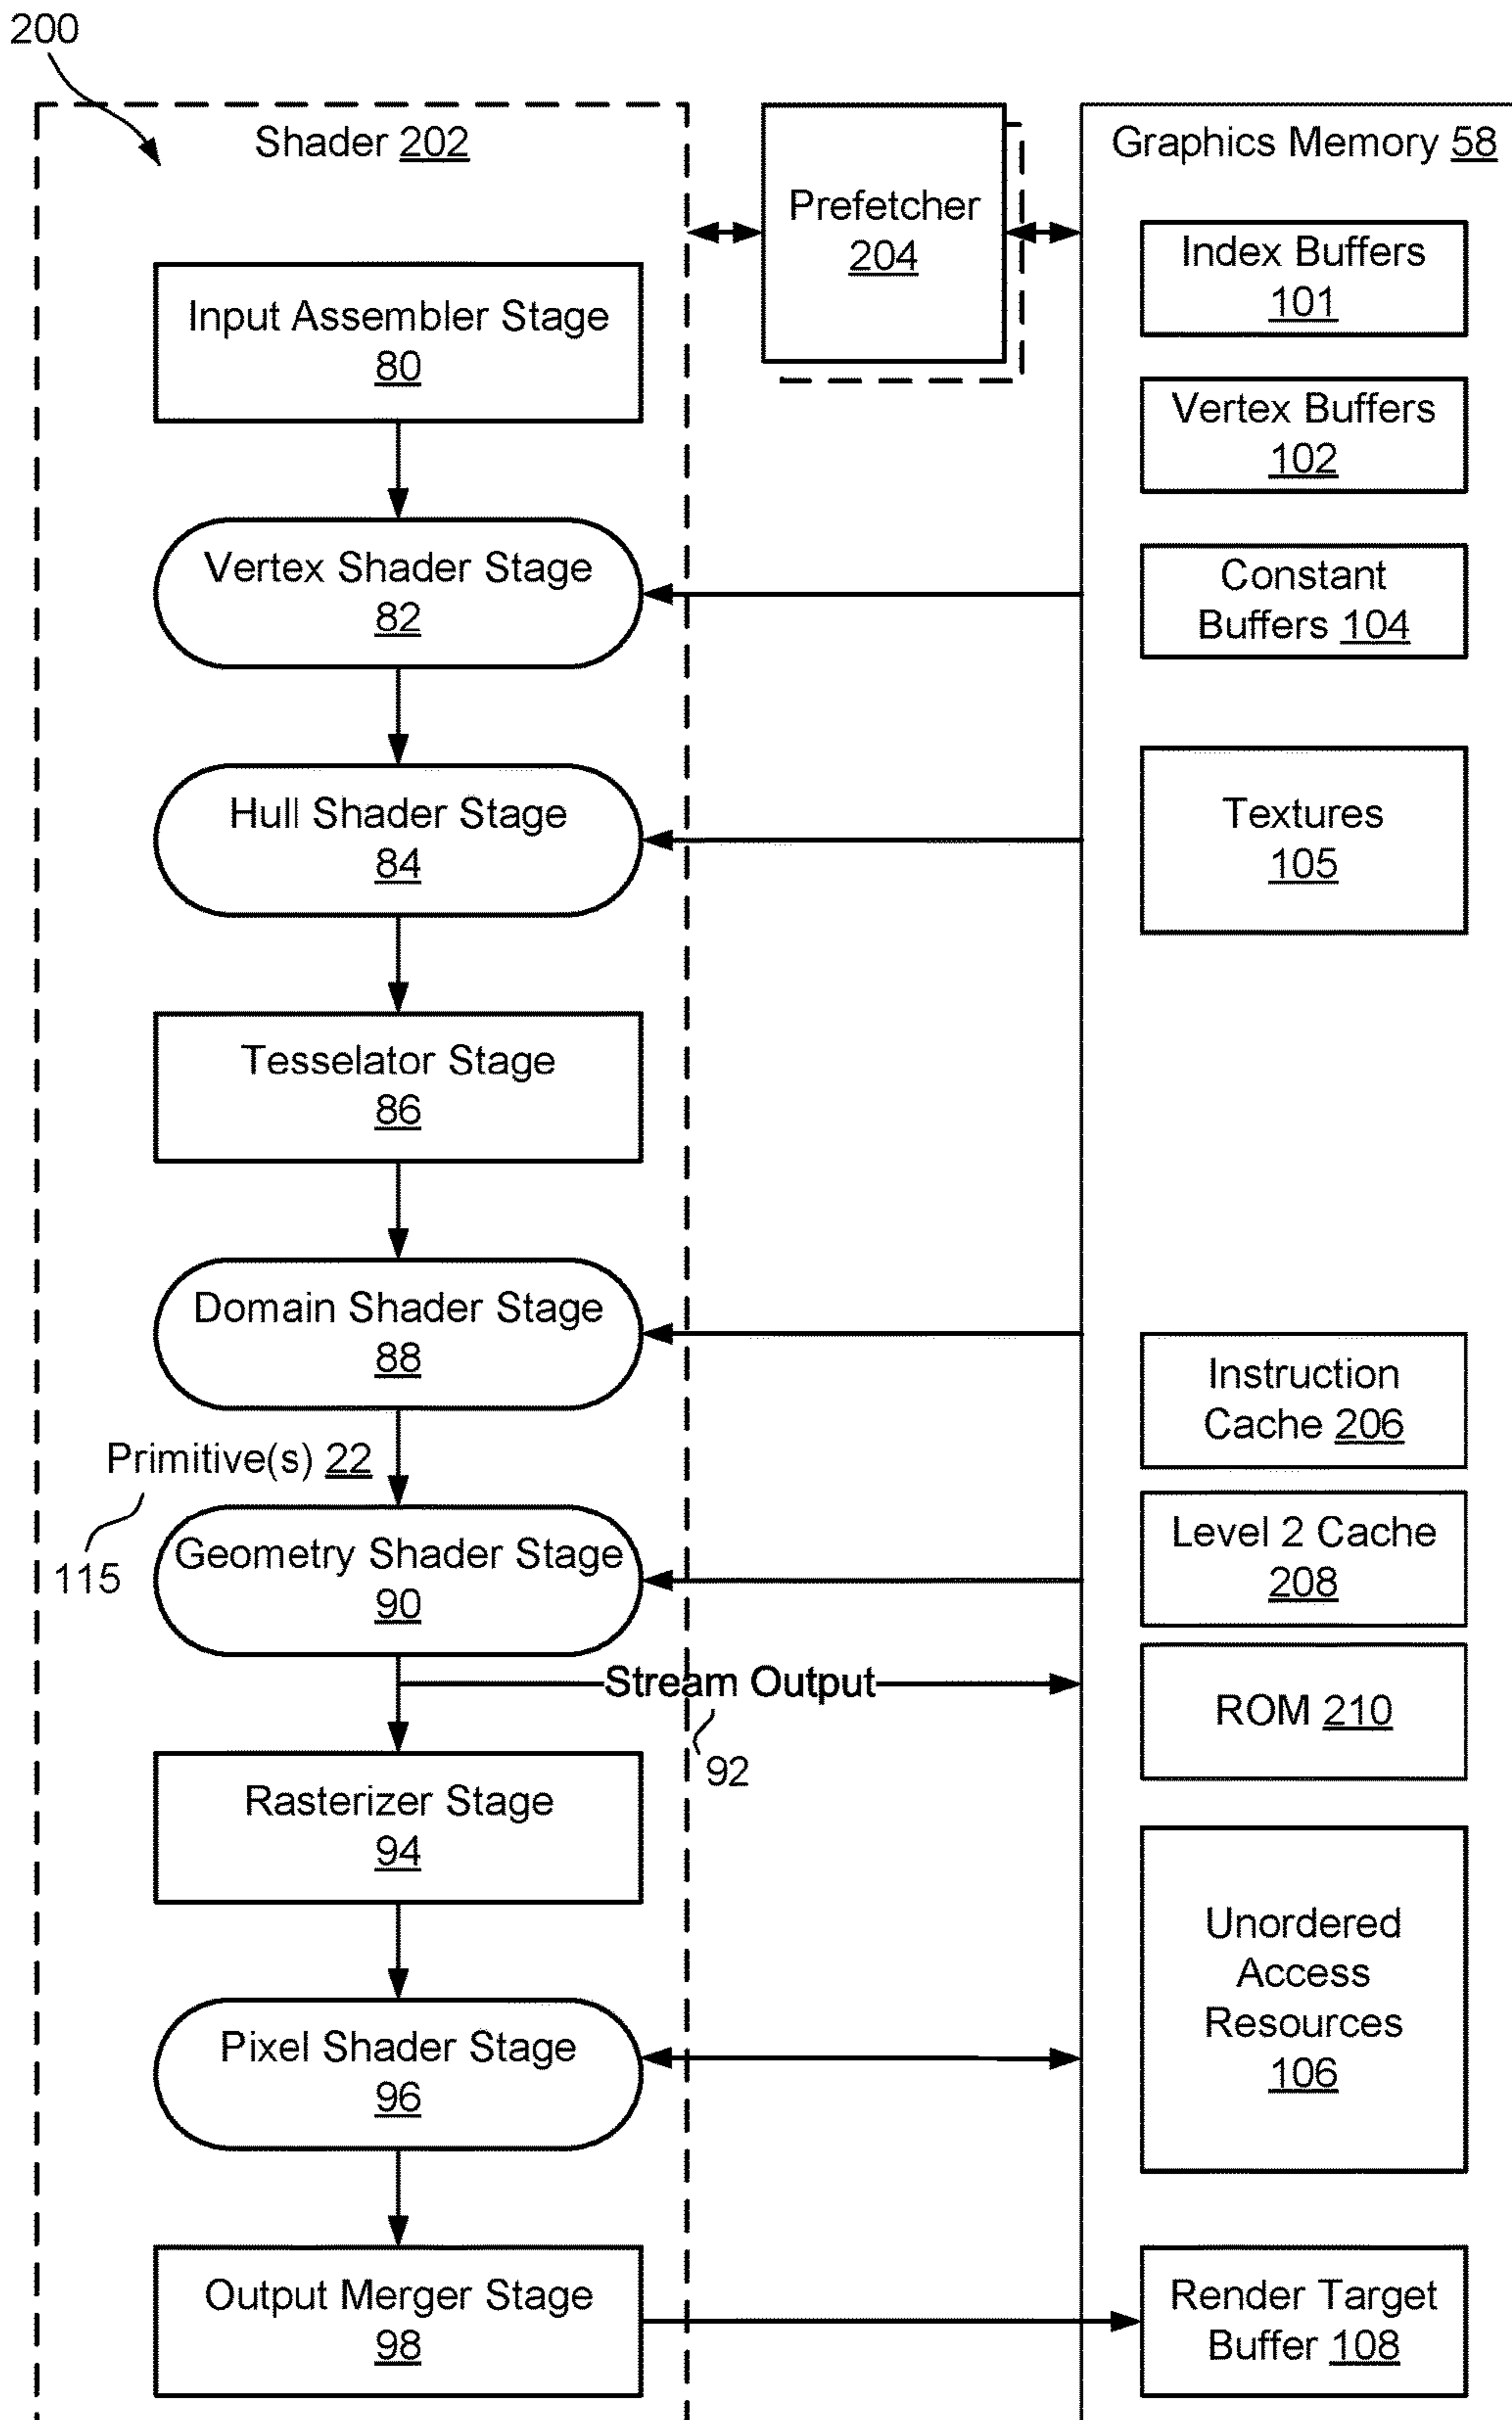 200
Shader 202
Input Assembler Stage
80
Vertex Shader Stage
82
Hull Shader Stage
84
Tesselator Stage
86
Domain Shader Stage
88
Primitive(s) 22
115
Geometry Shader Stage
90
Stream Output
92
Rasterizer Stage
94
Pixel Shader Stage
96
Output Merger Stage
98
Prefetcher
204
Graphics Memory 58
Index Buffers
101
Vertex Buffers
102
Constant
Buffers 104
Textures
105
Instruction
Cache 206
Level 2 Cache
208
ROM 210
Unordered
Access
Resources
106
Render Target
Buffer 108